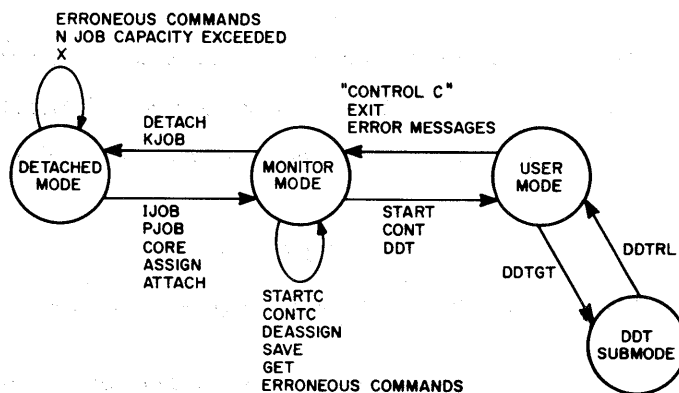 ERRONEOUS COMMANDS
N JOB CAPACITY EXCEEDED
X
"CONTROL C"
EXIT
ERROR MESSAGES
DETACH
KJOB
DETACHED
MODE
MONITOR
MODE
USER
MODE
IJOB
PJOB
CORE
ASSIGN
ATTACH
START
CONT
DDT
DDTGT
DDTRL
STARTC
CONTC
DEASSIGN
SAVE
GET
ERRONEOUS COMMANDS
DDT
SUBMODE